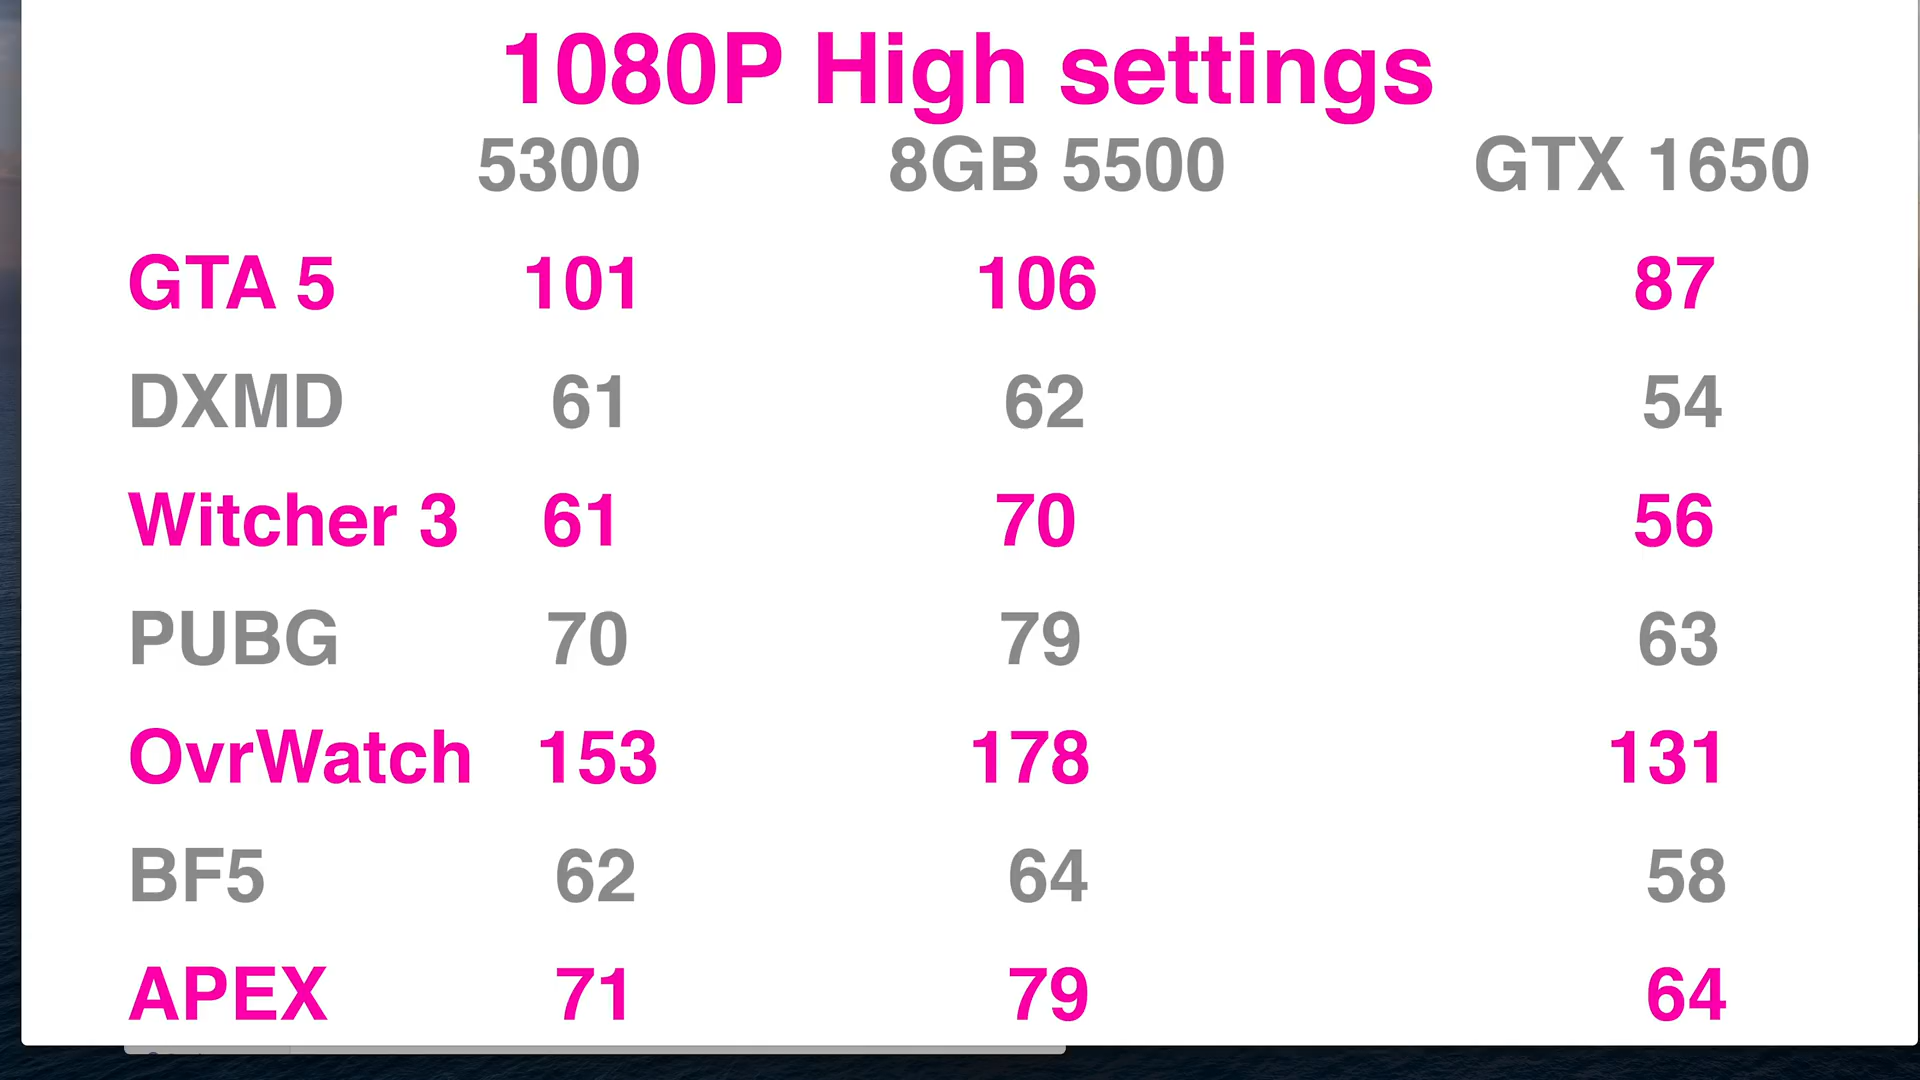 1080P High settings
5300 8GB 5500 GTX 1650
GTA 5 101 106 87
DXMD 61 62 54
Witcher 3 61 70 56
PUBG 70 79 63
OvrWatch 153 178 131
BF5 62 64 58
APEX 71 79 64